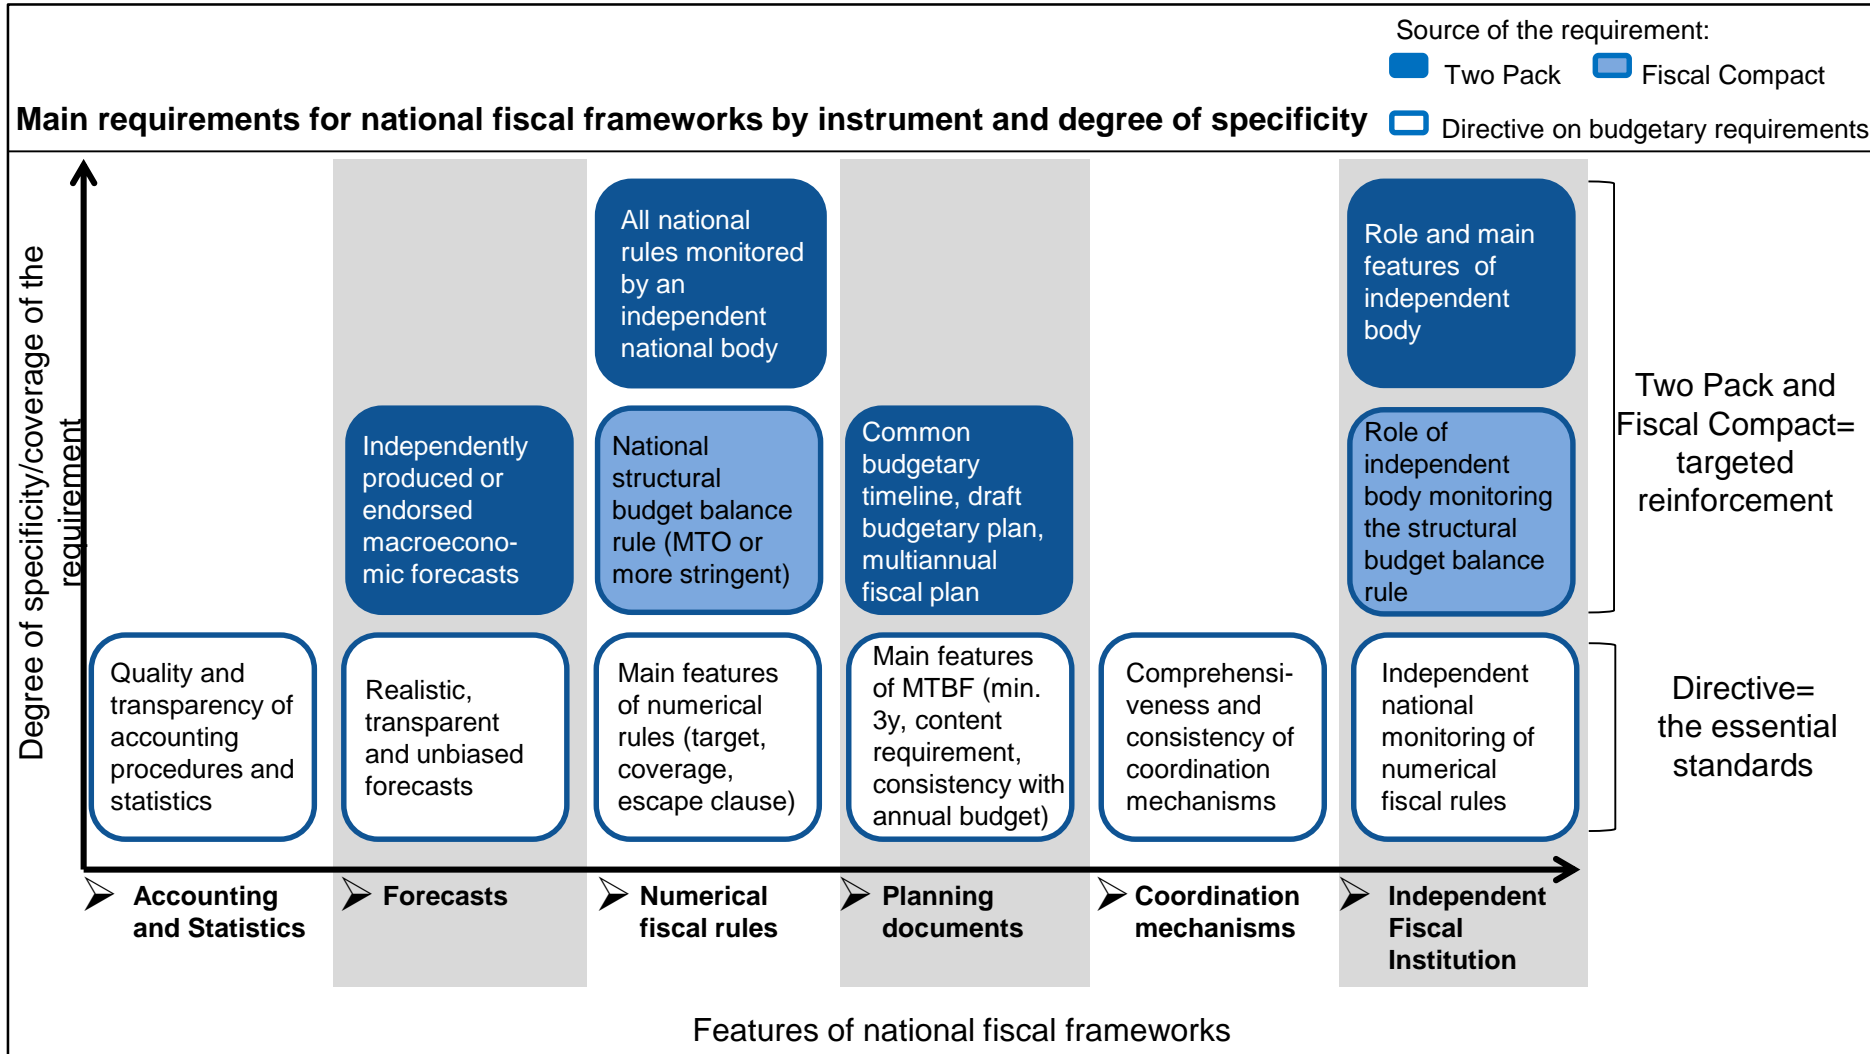 Source of the requirement:
Two Pack
Fiscal Compact
Main requirements for national fiscal frameworks by instrument and degree of specificity
Directive on budgetary requirements
Degree of specificity/coverage of the
requirement
All national
rules monitored
by an
independent
national body
Role and main
features of
independent
body
Independently
produced or
endorsed
macroecono-
mic forecasts
National
structural
budget balance
rule (MTO or
more stringent)
Common
budgetary
timeline, draft
budgetary plan,
multiannual
fiscal plan
Role of
independent
body monitoring
the structural
budget balance
rule
Two Pack and
Fiscal Compact=
targeted
reinforcement
Quality and
transparency of
accounting
procedures and
statistics
Realistic,
transparent
and unbiased
forecasts
Main features
of numerical
rules (target,
coverage,
escape clause)
Main features
of MTBF (min.
3y, content
requirement,
consistency with
annual budget)
Comprehensi-
veness and
consistency of
coordination
mechanisms
Independent
national
monitoring of
numerical
fiscal rules
Directive=
the essential
standards
Accounting
and Statistics
Forecasts
Numerical
fiscal rules
Planning
documents
Coordination
mechanisms
Independent
Fiscal
Institution
Features of national fiscal frameworks